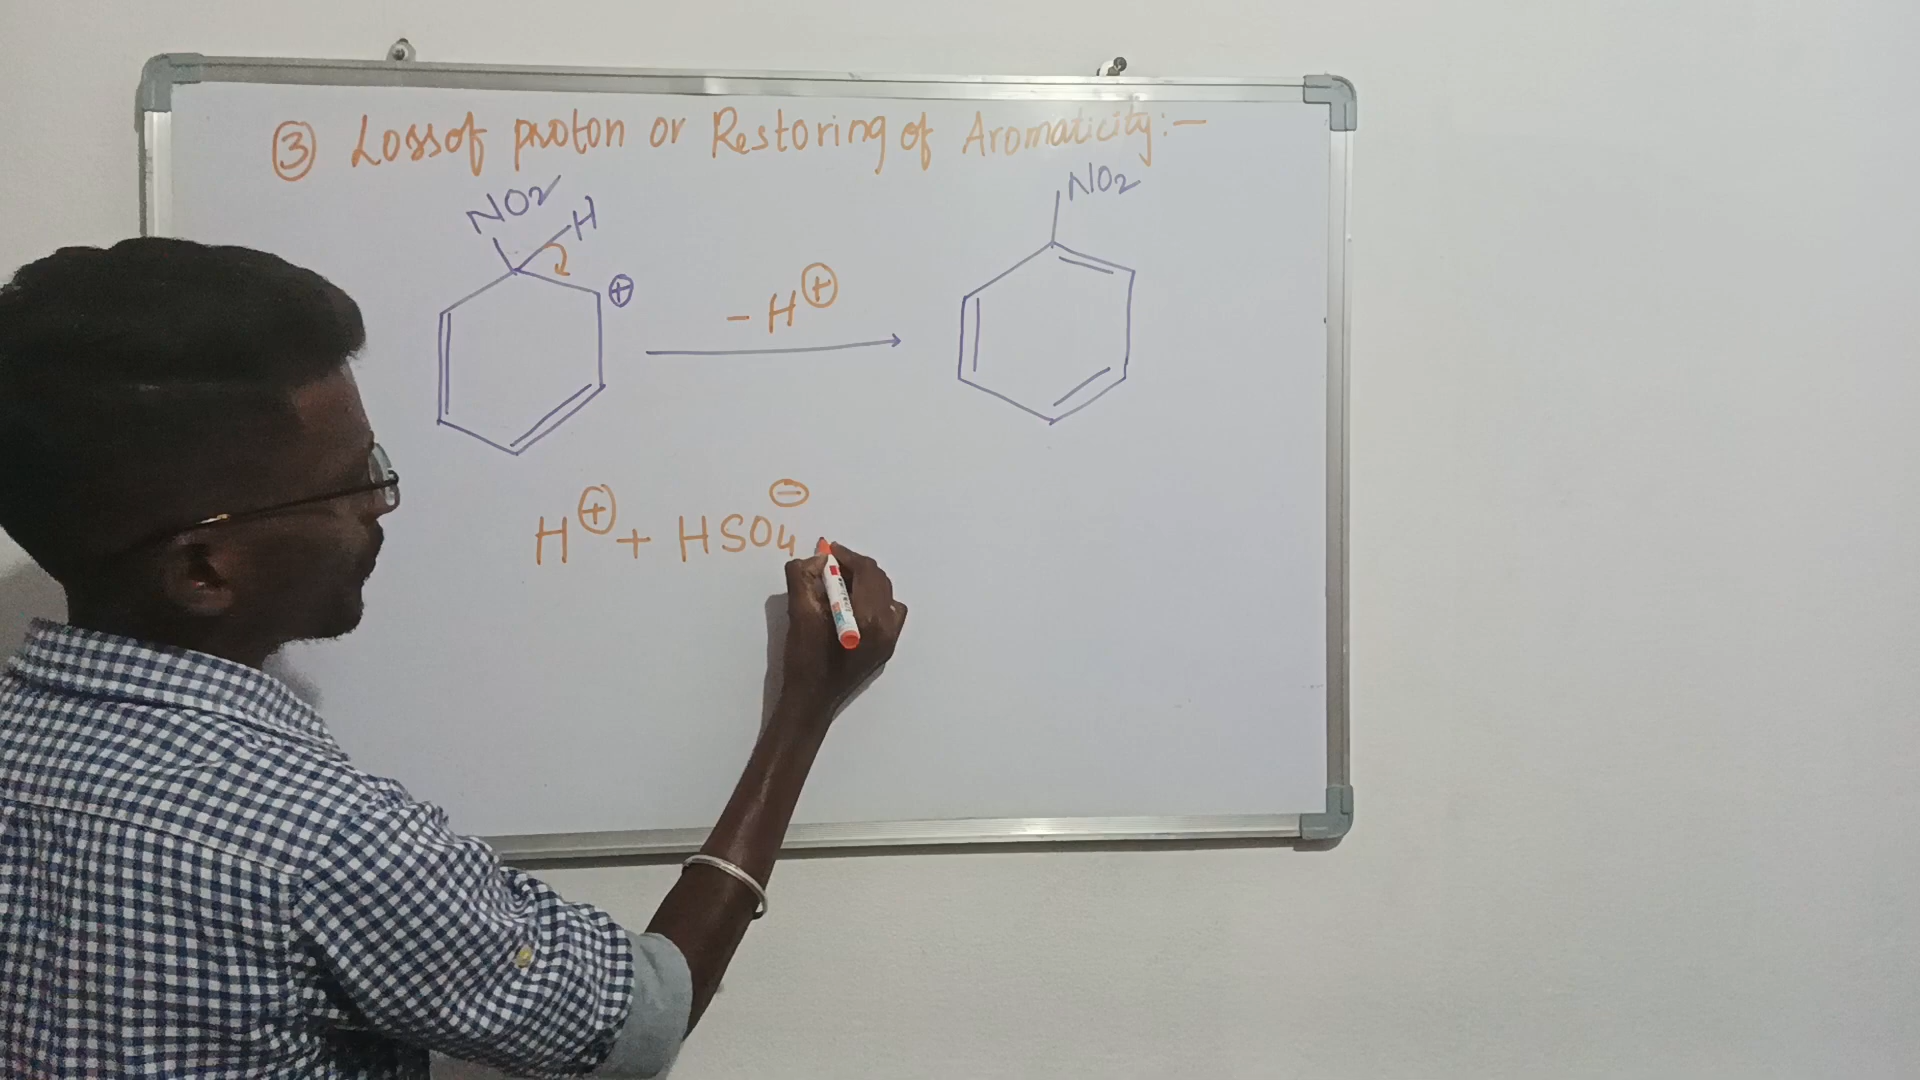 ③ Loss of proton or Restoring of Aromaticity:-
NO2
H
⊕
- H⊕
NO2
H⊕ + HSO4⊖